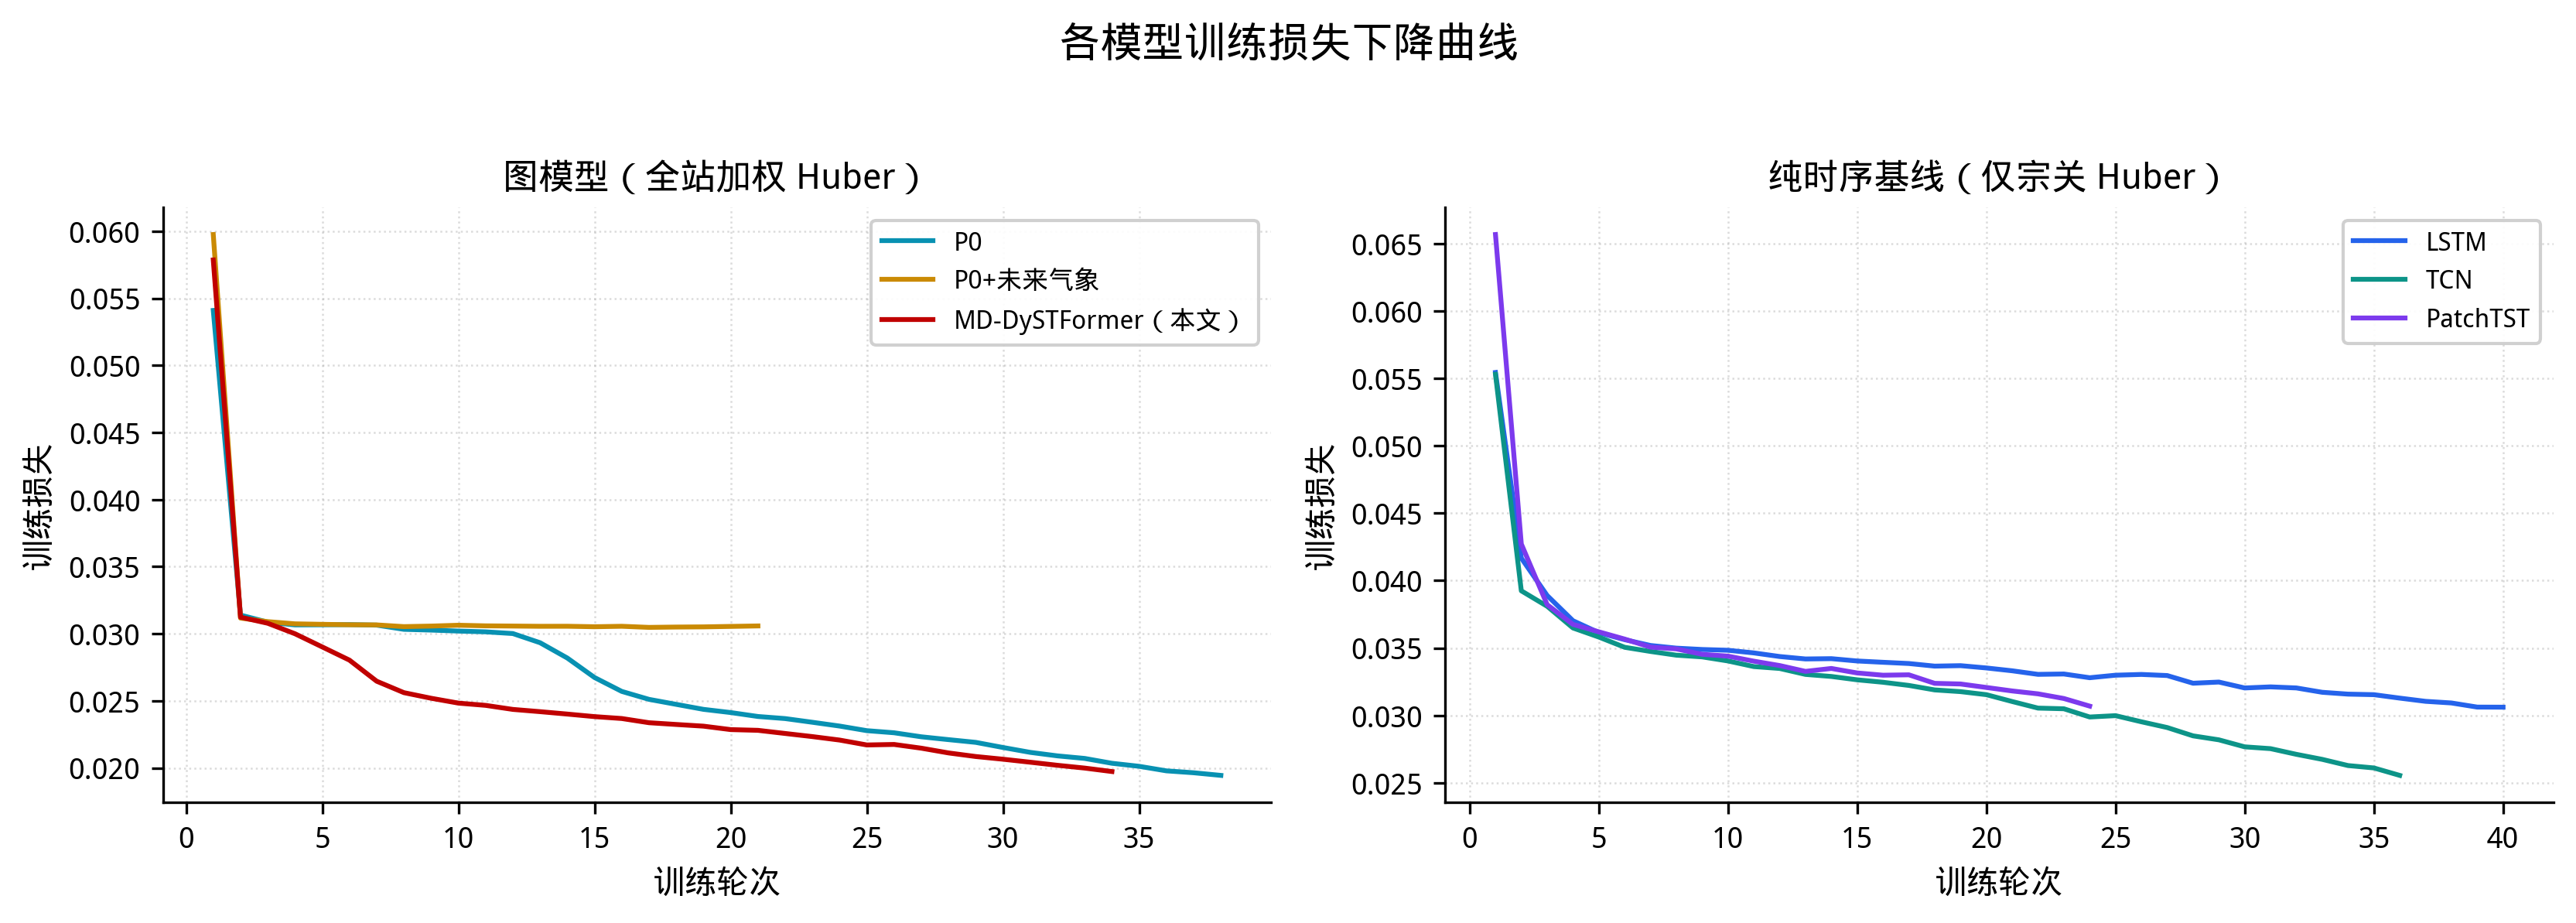 各模型训练损失下降曲线
图模型（全站加权 Huber）
训练损失
0.060
0.055
0.050
0.045
0.040
0.035
0.030
0.025
0.020
P0
P0+未来气象
MD-DySTFormer（本文）
0 5 10 15 20 25 30 35
训练轮次
纯时序基线（仅宗关 Huber）
训练损失
0.065
0.060
0.055
0.050
0.045
0.040
0.035
0.030
0.025
LSTM
TCN
PatchTST
0 5 10 15 20 25 30 35 40
训练轮次